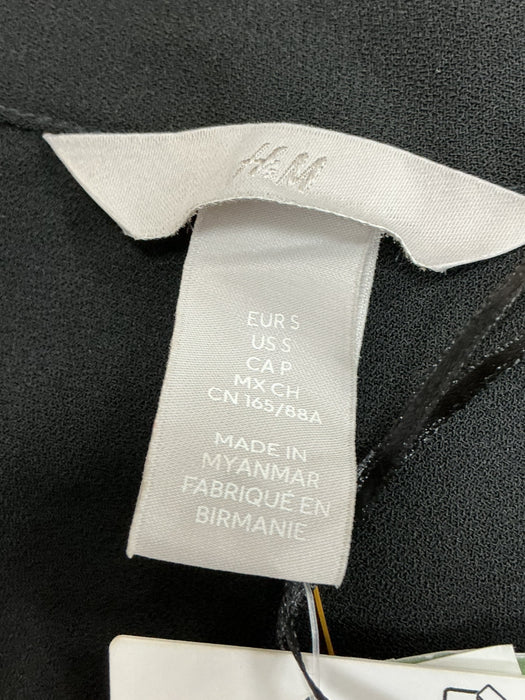 H&M
EUR S
US S
CA P
MX CH
CN 165/88A
MADE IN
MYANMAR
FABRIQUÉ EN
BIRMANIE